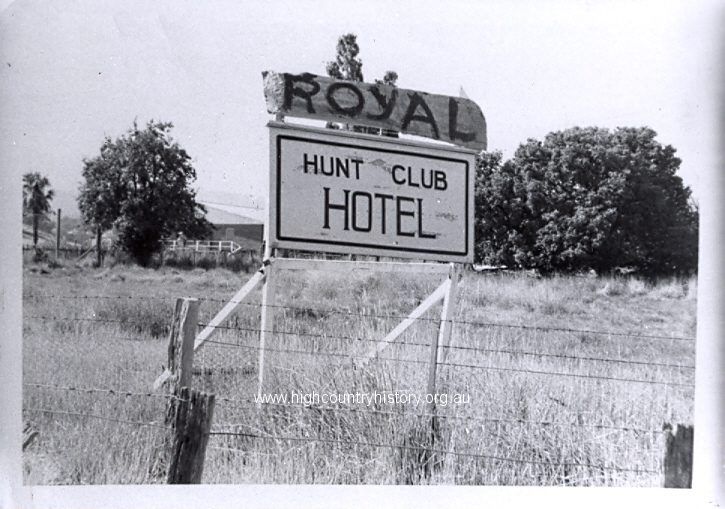 ROYAL
HUNT CLUB
HOTEL
www.highcountryhistory.org.au